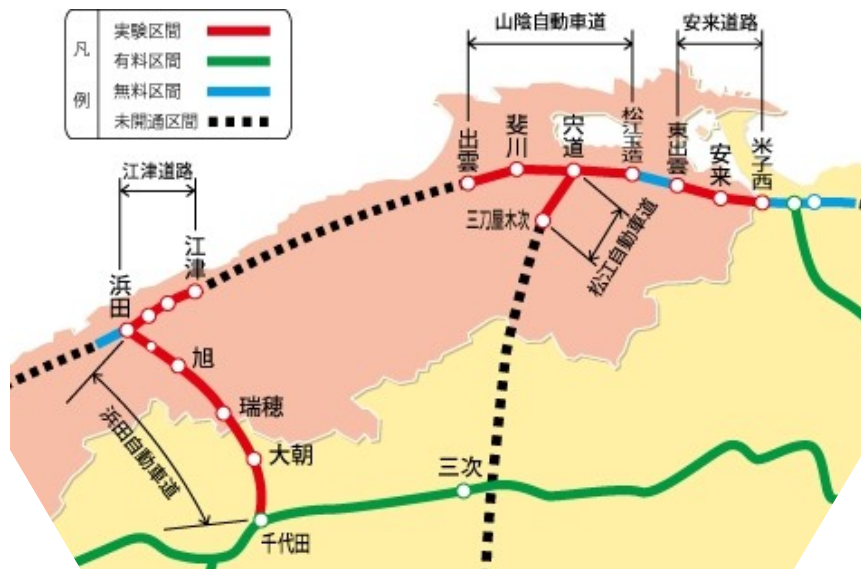 凡例
実験区間
有料区間
無料区間
未開通区間
山陰自動車道
安来道路
出雲
斐川
宍道
松江玉造
東出雲
安来
米子西
江津道路
浜田
江津
三刀屋木次
松江自動車道
旭
瑞穂
大朝
浜田自動車道
三次
千代田